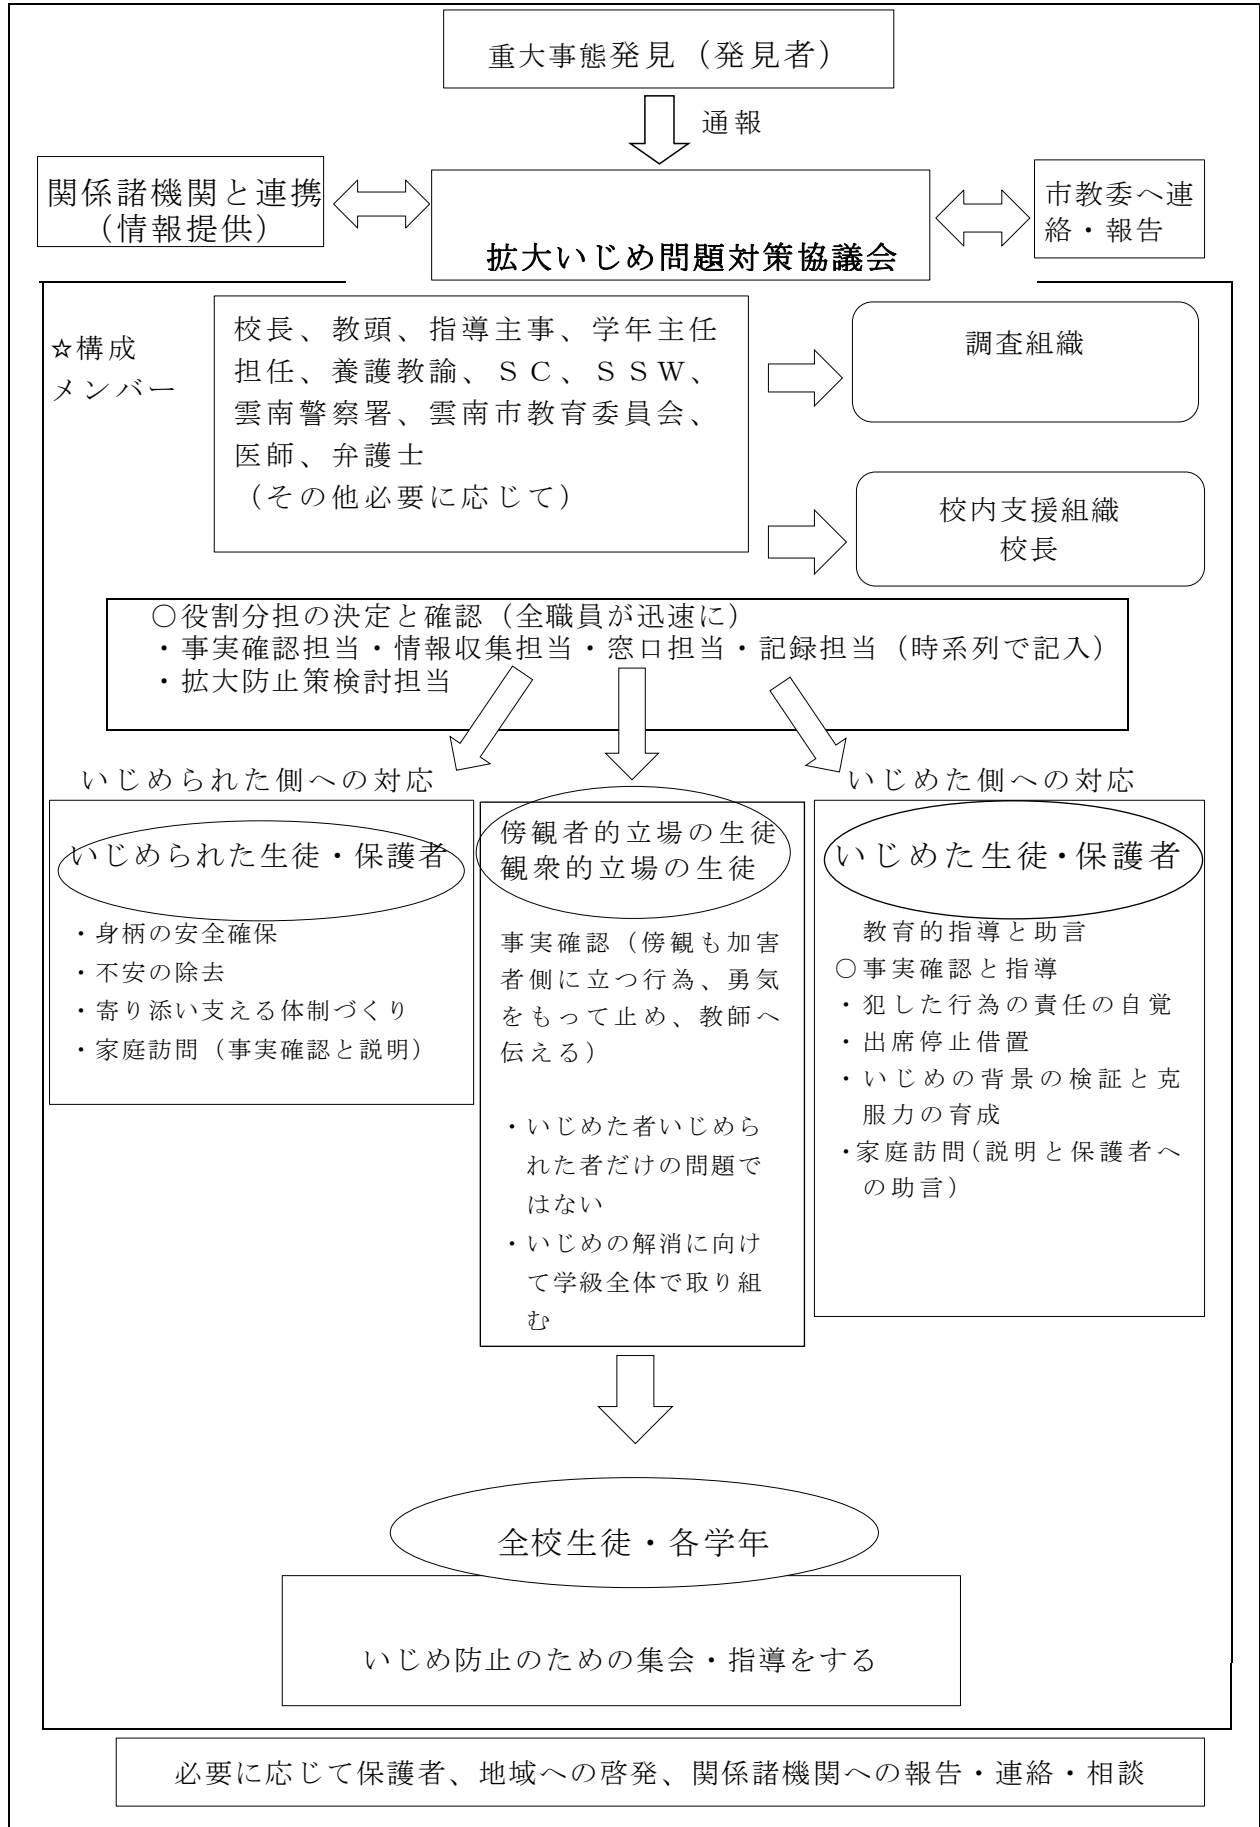 重大事態発見（発見者）
通報
関係諸機関と連携
（情報提供）
拡大いじめ問題対策協議会
市教委へ連
絡・報告
☆構成
メンバー
校長、教頭、指導主事、学年主任
担任、養護教諭、ＳＣ、ＳＳＷ、
雲南警察署、雲南市教育委員会、
医師、弁護士
（その他必要に応じて）
調査組織
校内支援組織
校長
○役割分担の決定と確認（全職員が迅速に）
・事実確認担当・情報収集担当・窓口担当・記録担当（時系列で記入）
・拡大防止策検討担当
いじめられた側への対応
いじめられた生徒・保護者
・身柄の安全確保
・不安の除去
・寄り添い支える体制づくり
・家庭訪問（事実確認と説明）
傍観者的立場の生徒
観衆的立場の生徒
事実確認（傍観も加害
者側に立つ行為、勇気
をもって止め、教師へ
伝える）
・いじめた者いじめら
れた者だけの問題で
はない
・いじめの解消に向け
て学級全体で取り組
む
いじめた側への対応
いじめた生徒・保護者
教育的指導と助言
○事実確認と指導
・犯した行為の責任の自覚
・出席停止借置
・いじめの背景の検証と克
服力の育成
・家庭訪問（説明と保護者へ
の助言）
全校生徒・各学年
いじめ防止のための集会・指導をする
必要に応じて保護者、地域への啓発、関係諸機関への報告・連絡・相談